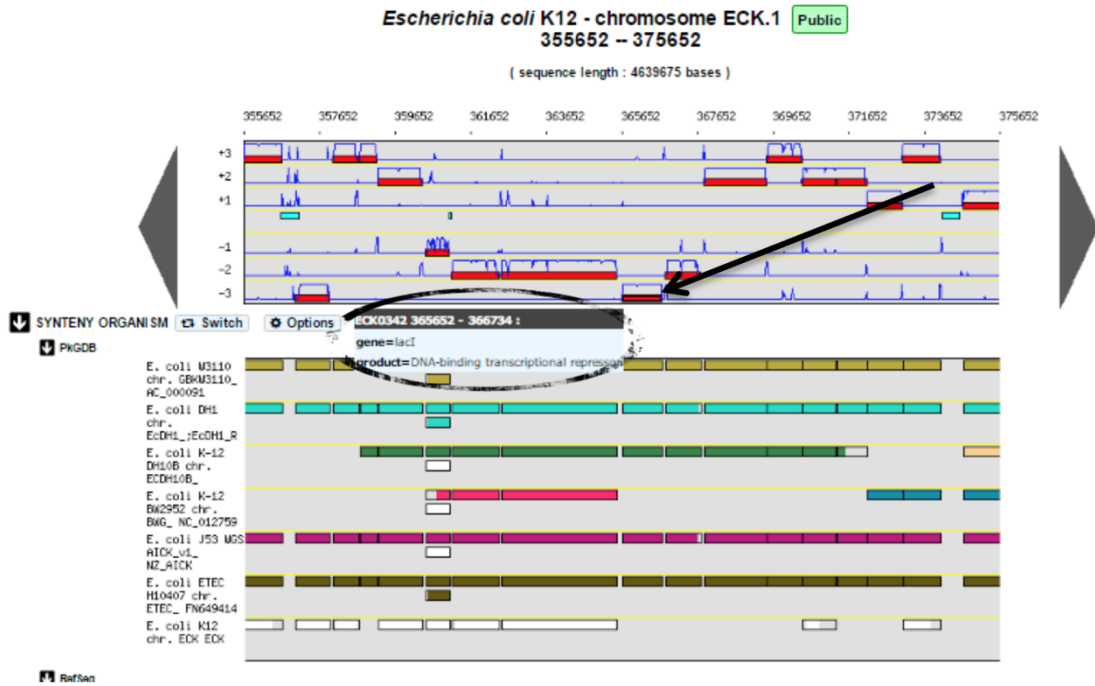 Escherichia coli K12 - chromosome ECK.1 Public
355652 -- 375652
( sequence length : 4639675 bases )
355652 357652 359652 361652 363652 365652 367652 369652 371652 373652 375652
+3
+2
+1
-1
-2
-3
SYNTENY ORGANISM Switch Options
ECK0342 365652 - 366734 :
gene=lacI
product=DNA-binding transcriptional repressor
PkGDB
E. coli W3110
chr. GBKW3110_
AC_000091
E. coli DH1
chr.
EcDH1_;EcDH1_R
E. coli K-12
DH10B chr.
ECDH10B_
E. coli K-12
BW2952 chr.
BWG_ NC_012759
E. coli J53 WGS
AICK_v1_
NZ_AICK
E. coli ETEC
H10407 chr.
ETEC_ FN649414
E. coli K12
chr. ECK ECK
RefSeq